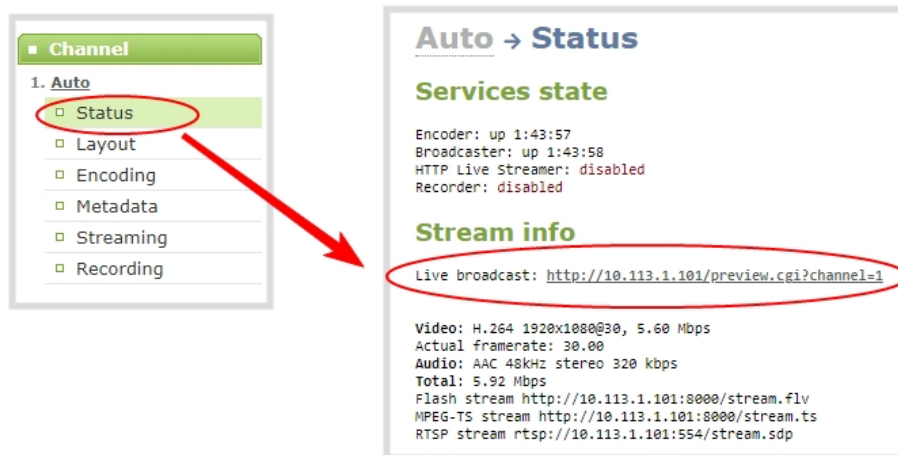 Channel
1. Auto
Status
Layout
Encoding
Metadata
Streaming
Recording
Auto → Status
Services state
Encoder: up 1:43:57
Broadcaster: up 1:43:58
HTTP Live Streamer: disabled
Recorder: disabled
Stream info
Live broadcast: http://10.113.1.101/preview.cgi?channel=1
Video: H.264 1920x1080@30, 5.60 Mbps
Actual framerate: 30.00
Audio: AAC 48kHz stereo 320 kbps
Total: 5.92 Mbps
Flash stream http://10.113.1.101:8000/stream.flv
MPEG-TS stream http://10.113.1.101:8000/stream.ts
RTSP stream rtsp://10.113.1.101:554/stream.sdp